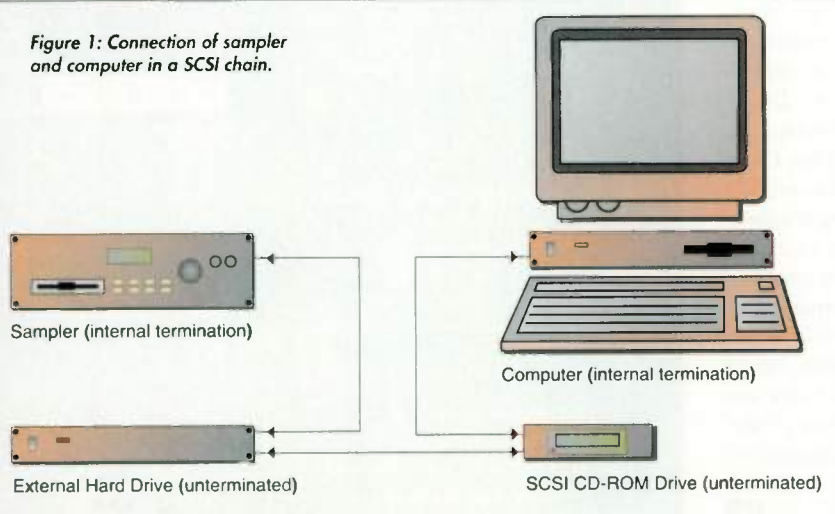 Figure 1: Connection of sampler
and computer in a SCSI chain.
Sampler (internal termination)
Computer (internal termination)
External Hard Drive (unterminated)
SCSI CD-ROM Drive (unterminated)